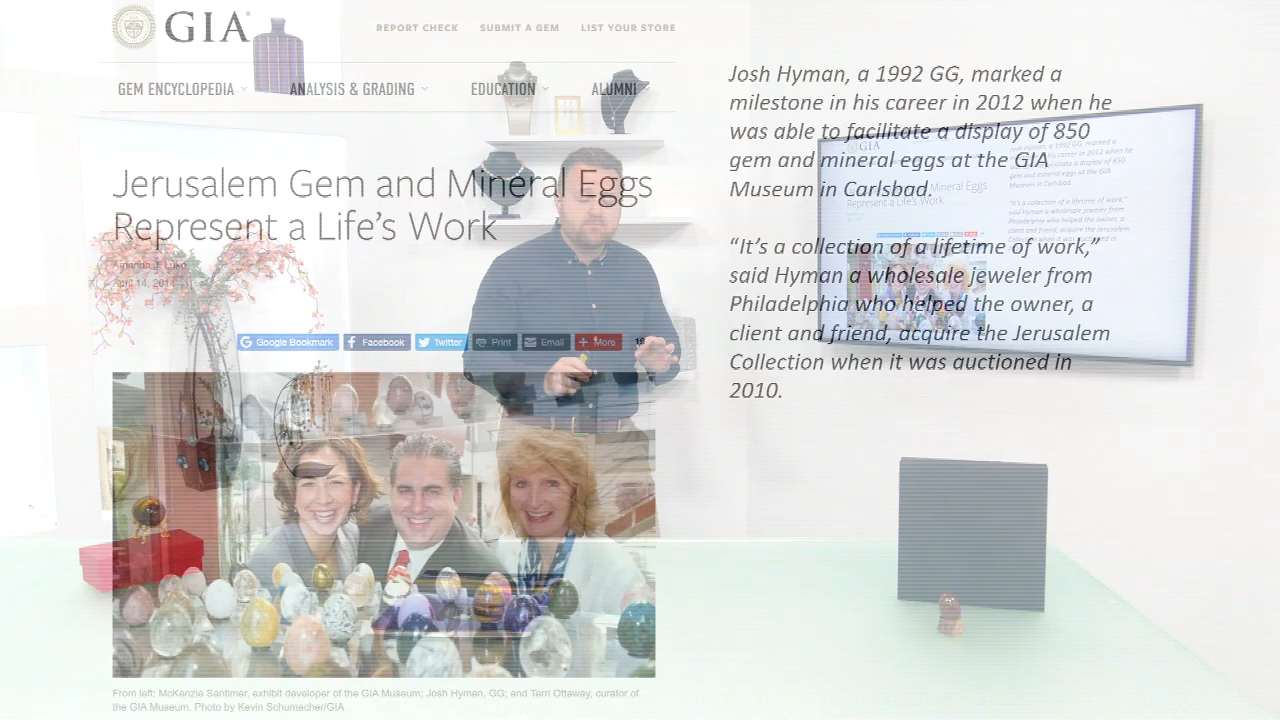 GIA
REPORT CHECK SUBMIT A GEM LIST YOUR STORE
GEM ENCYCLOPEDIA ANALYSIS & GRADING EDUCATION ALUMNI
Jerusalem Gem and Mineral Eggs
Represent a Life's Work
Amanda J. Luke
April 14, 2014
Google Bookmark Facebook Twitter Print Email More
From left: McKenzie Santimer, exhibit developer of the GIA Museum; Josh Hyman, GG; and Terri Ottaway, curator of
the GIA Museum. Photo by Kevin Schumacher/GIA
Josh Hyman, a 1992 GG, marked a
milestone in his career in 2012 when he
was able to facilitate a display of 850
gem and mineral eggs at the GIA
Museum in Carlsbad.
“It’s a collection of a lifetime of work,”
said Hyman a wholesale jeweler from
Philadelphia who helped the owner, a
client and friend, acquire the Jerusalem
Collection when it was auctioned in
2010.